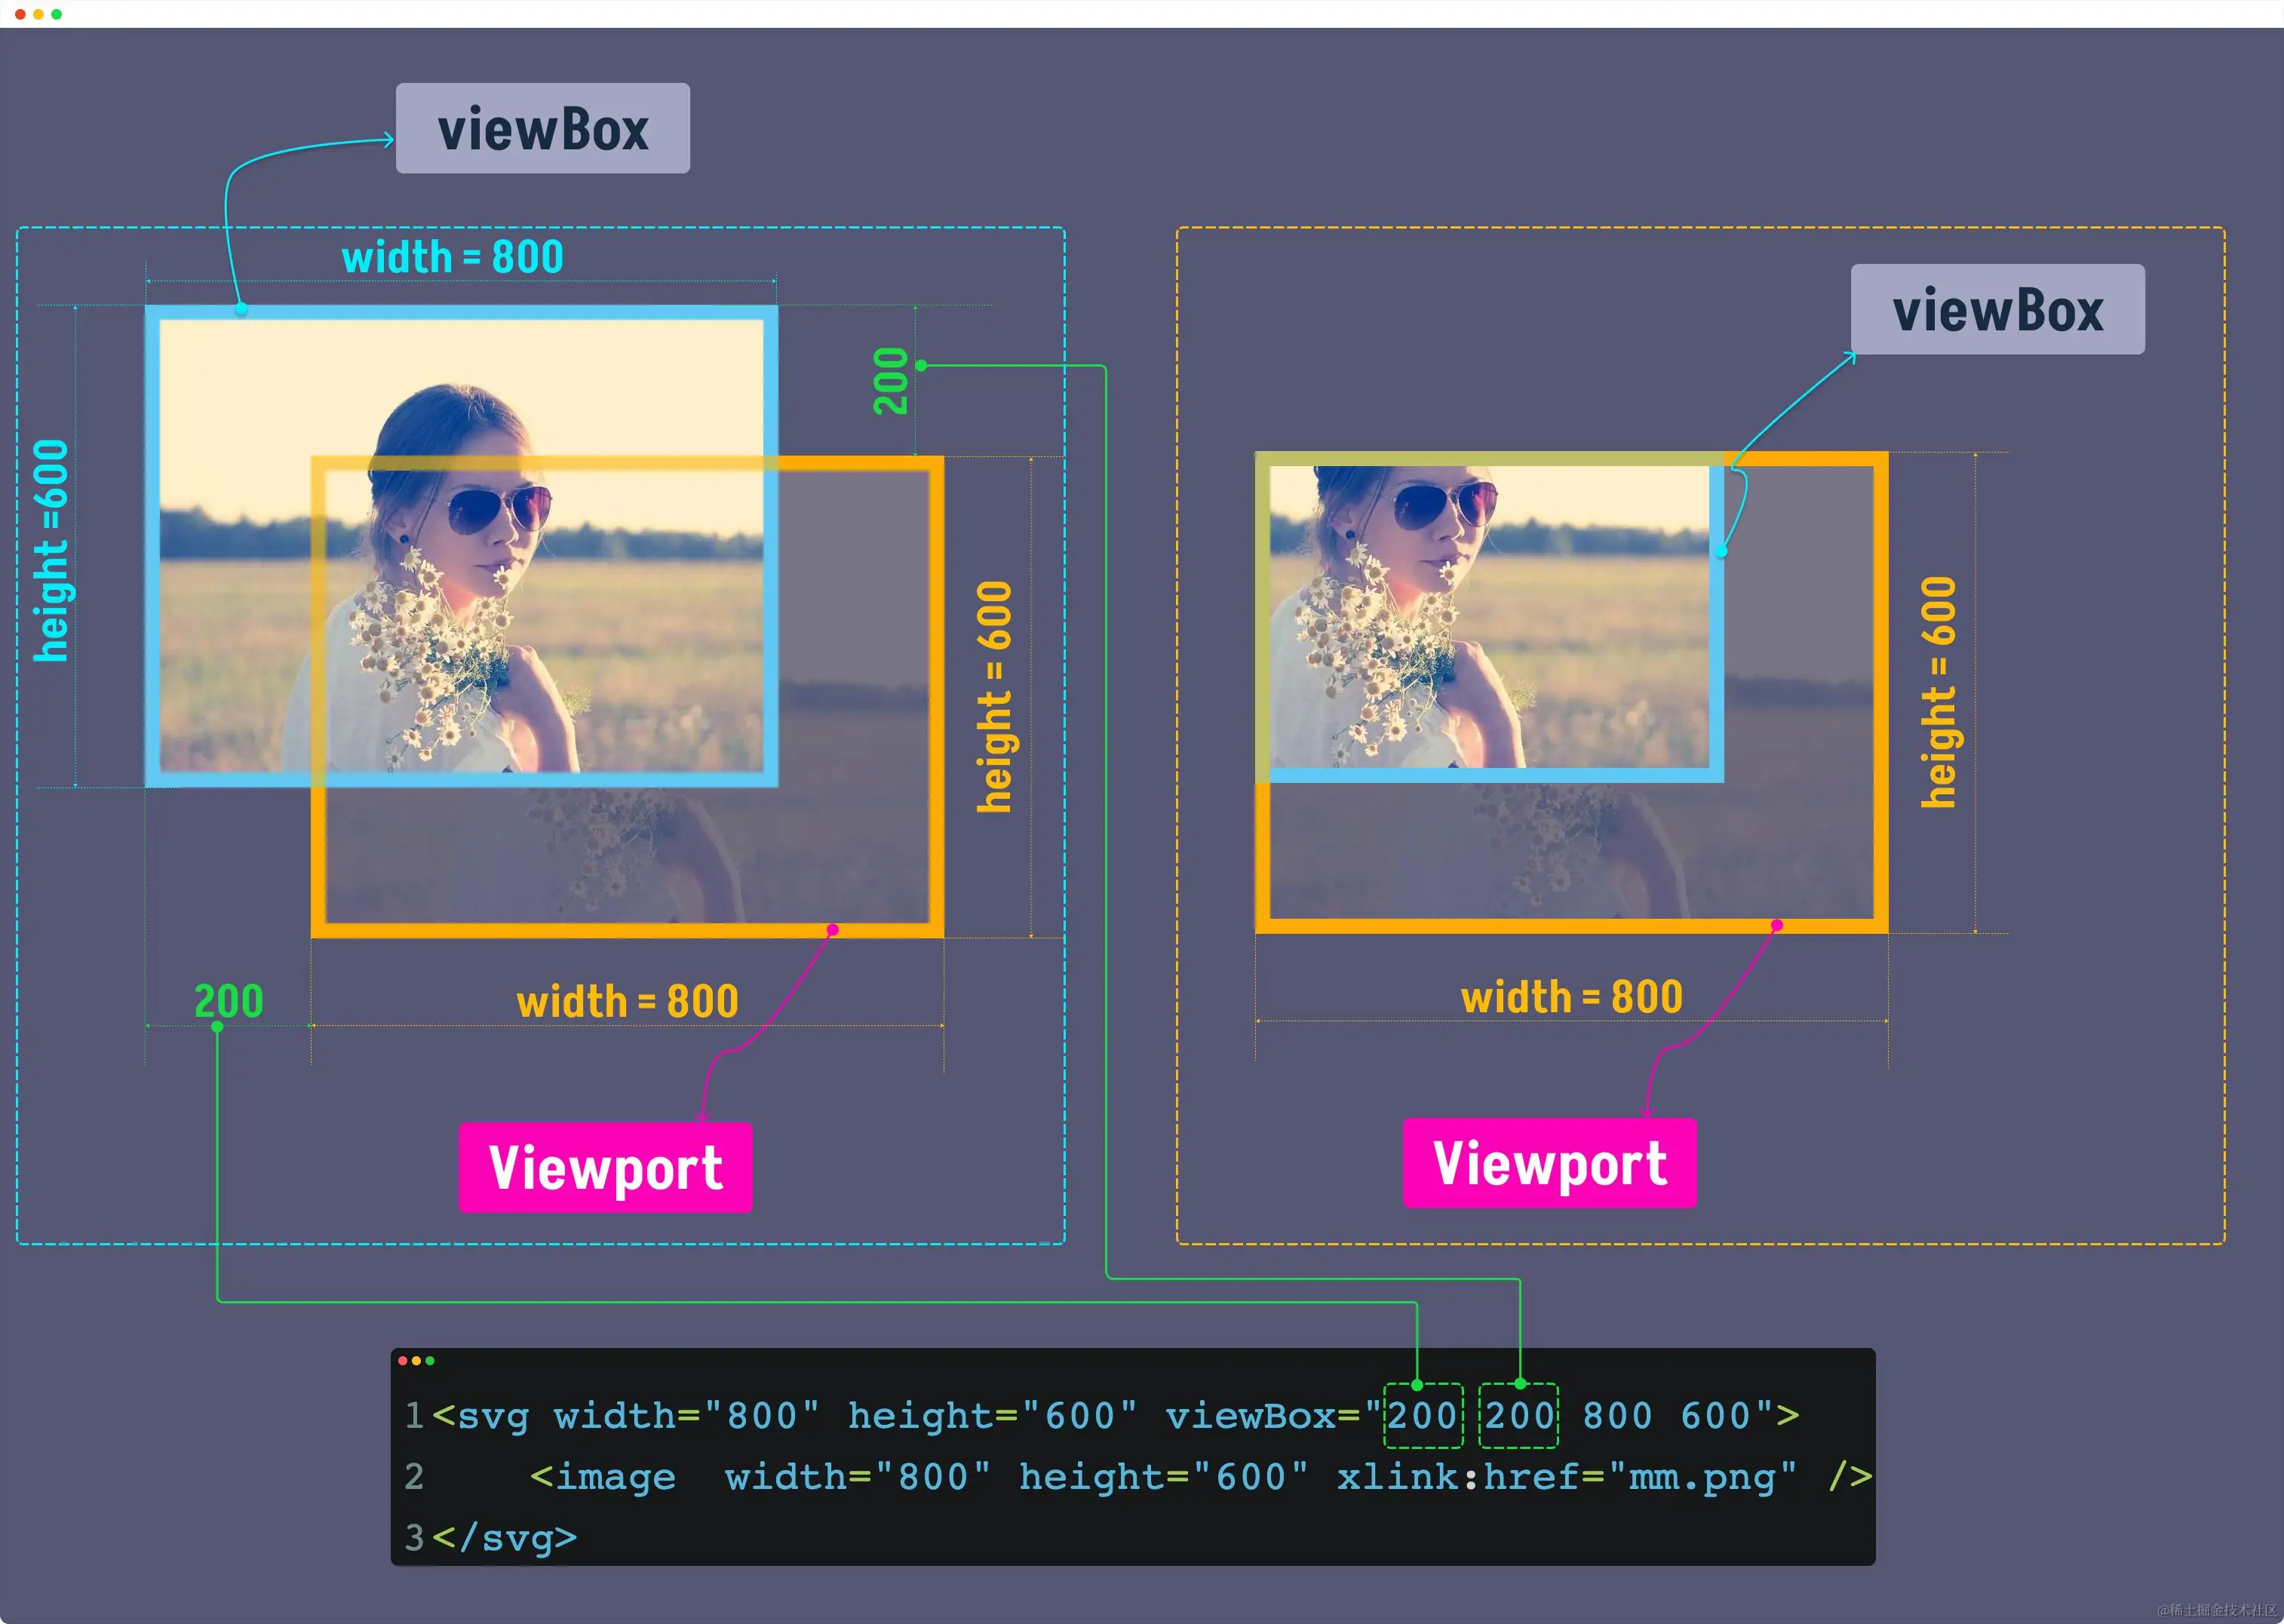 viewBox
width = 800
viewBox
200
height =600
height = 600
height = 600
200
width = 800
width = 800
Viewport
Viewport
1<svg width="800" height="600" viewBox="200 200 800 600">
2    <image  width="800" height="600" xlink:href="mm.png" />
3</svg>
@稀土掘金技术社区